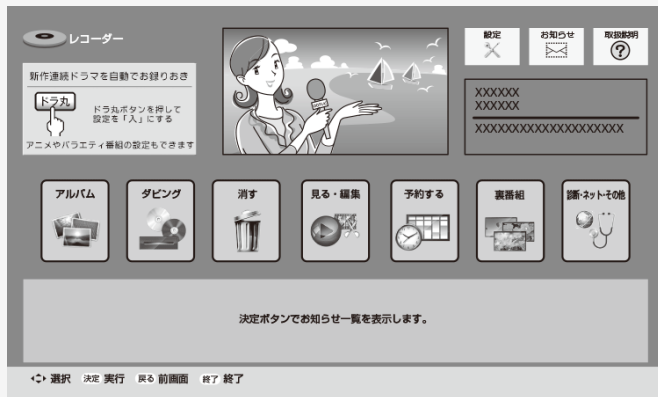 レコーダー
新作連続ドラマを自動でお録りおき
ドラ丸
ドラ丸ボタンを押して
設定を「入」にする
アニメやバラエティ番組の設定もできます
設定
お知らせ
取扱説明
?
XXXXXX
XXXXXX
XXXXXXXXXXXXXXXXXXXXX
アルバム
ダビング
消す
見る・編集
予約する
裏番組
診断・ネット・その他
決定ボタンでお知らせ一覧を表示します。
選択 決定 実行 戻る 前画面 終了 終了